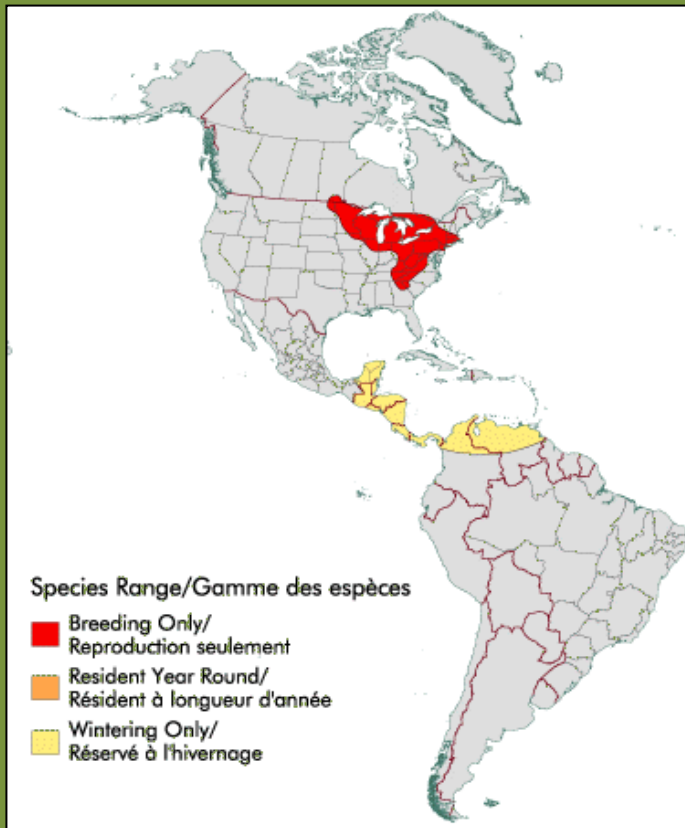 Species Range/Gamme des espèces
Breeding Only/
Reproduction seulement
Resident Year Round/
Résident à longueur d'année
Wintering Only/
Réservé à l'hivernage